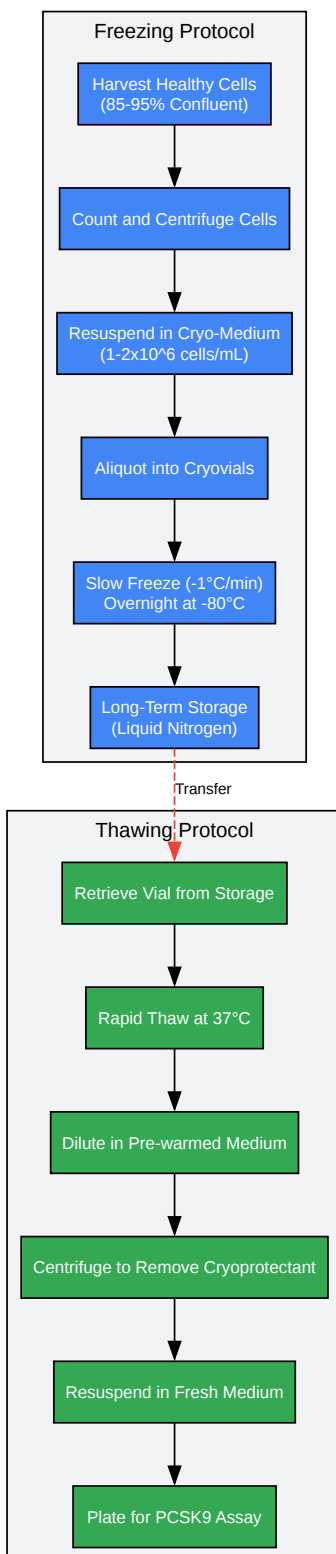 Freezing Protocol
Harvest Healthy Cells
(85-95% Confluent)
Count and Centrifuge Cells
Resuspend in Cryo-Medium
(1-2x10^6 cells/mL)
Aliquot into Cryovials
Slow Freeze (-1°C/min)
Overnight at -80°C
Long-Term Storage
(Liquid Nitrogen)
Transfer
Thawing Protocol
Retrieve Vial from Storage
Rapid Thaw at 37°C
Dilute in Pre-warmed Medium
Centrifuge to Remove Cryoprotectant
Resuspend in Fresh Medium
Plate for PCSK9 Assay